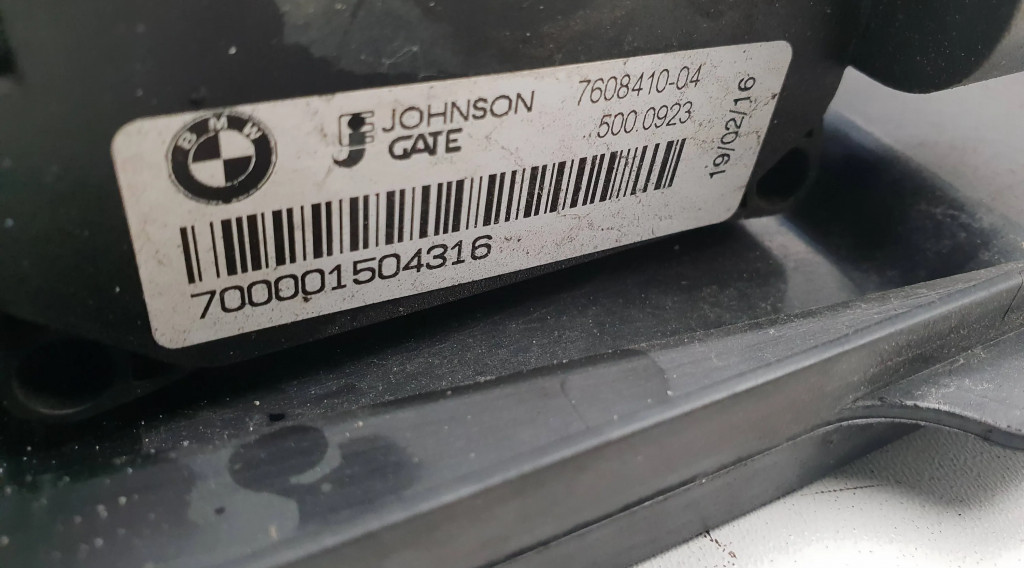 BMW
JOHNSON
GATE
7608410-04
500.0923
19/02/16
700001504316